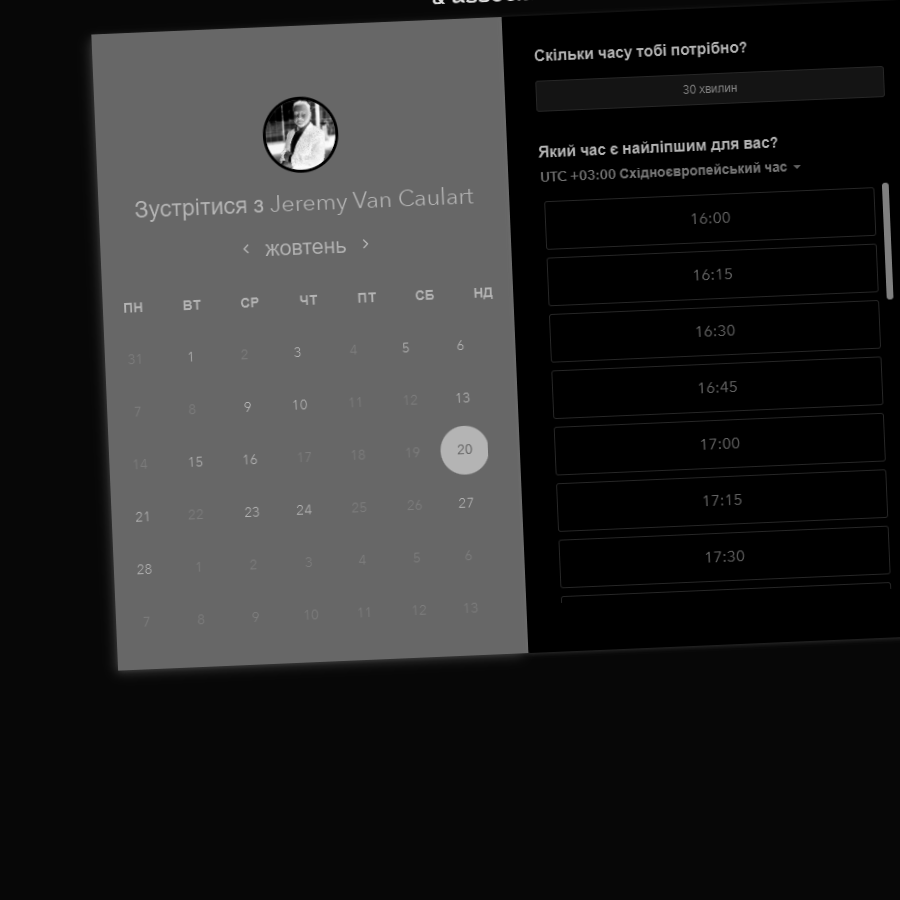 Зустрітися з Jeremy Van Caulart
жовтень
ПН ВТ СР ЧТ ПТ СБ НД
31 1 2 3 4 5 6
7 8 9 10 11 12 13
14 15 16 17 18 19 20
21 22 23 24 25 26 27
28 1 2 3 4 5 6
7 8 9 10 11 12 13
Скільки часу тобі потрібно?
30 хвилин
Який час є найліпшим для вас?
UTC +03:00 Східноєвропейський час
16:00
16:15
16:30
16:45
17:00
17:15
17:30